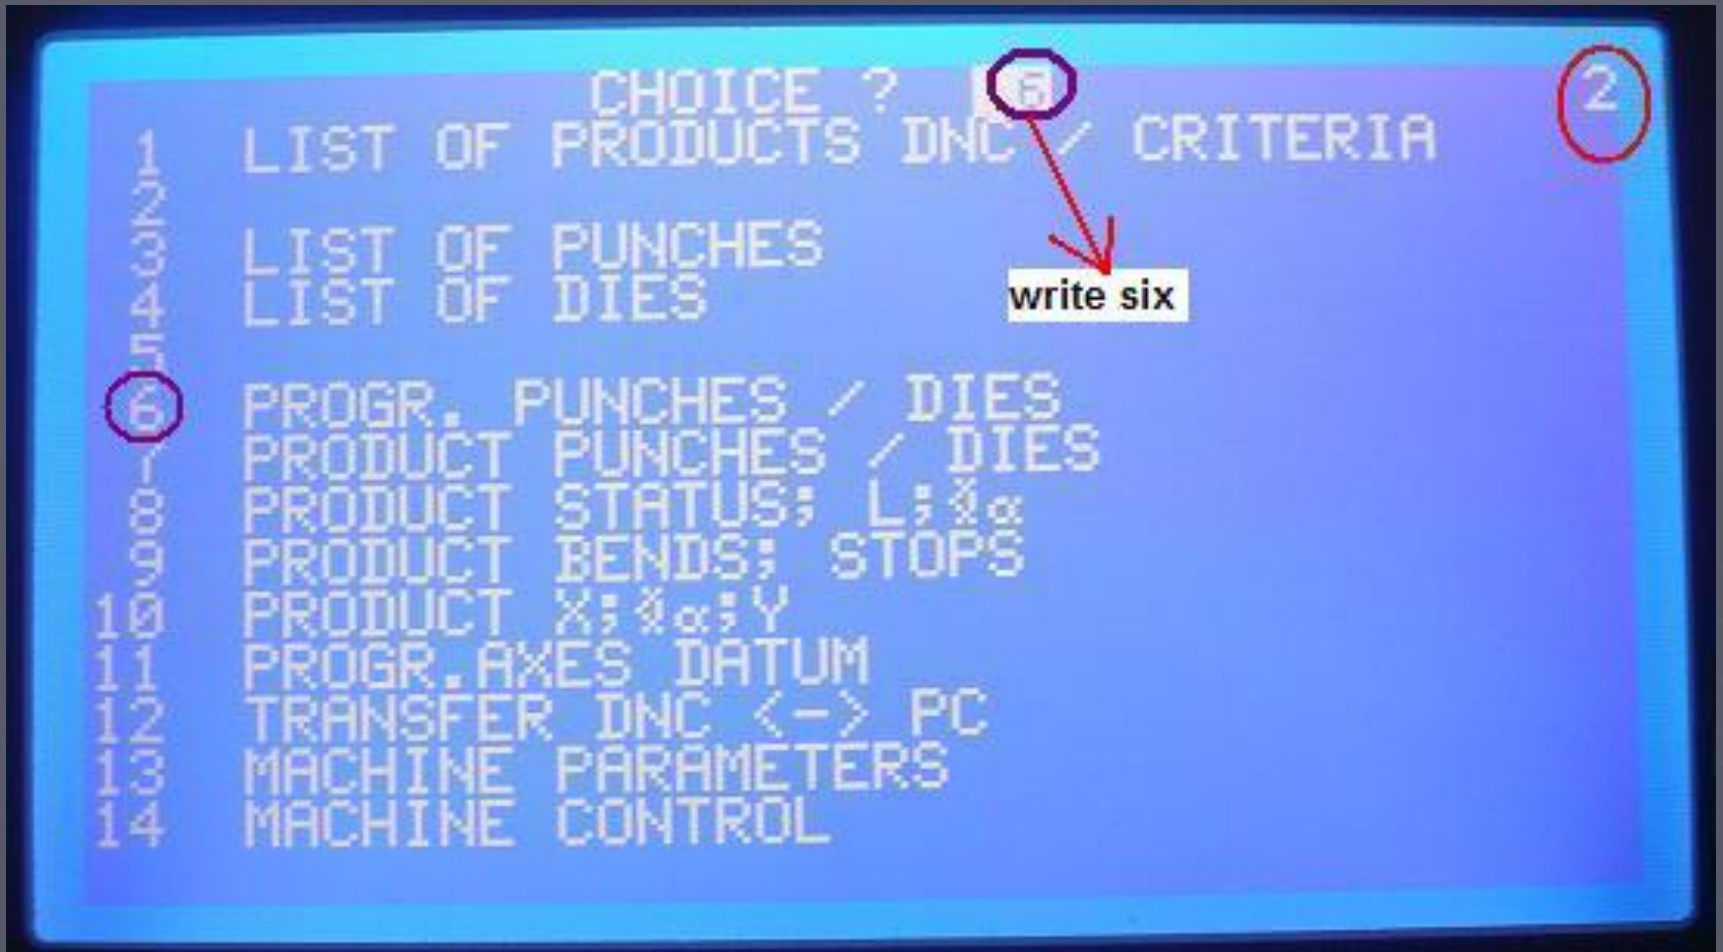 CHOICE ? 6 2
1 LIST OF PRODUCTS DNC / CRITERIA
2
3 LIST OF PUNCHES
write six
4 LIST OF DIES
5
6 PROGR. PUNCHES / DIES
7 PRODUCT PUNCHES / DIES
8 PRODUCT STATUS; L; α
9 PRODUCT BENDS; STOPS
10 PRODUCT X; α;Y
11 PROGR.AXES DATUM
12 TRANSFER DNC <-> PC
13 MACHINE PARAMETERS
14 MACHINE CONTROL